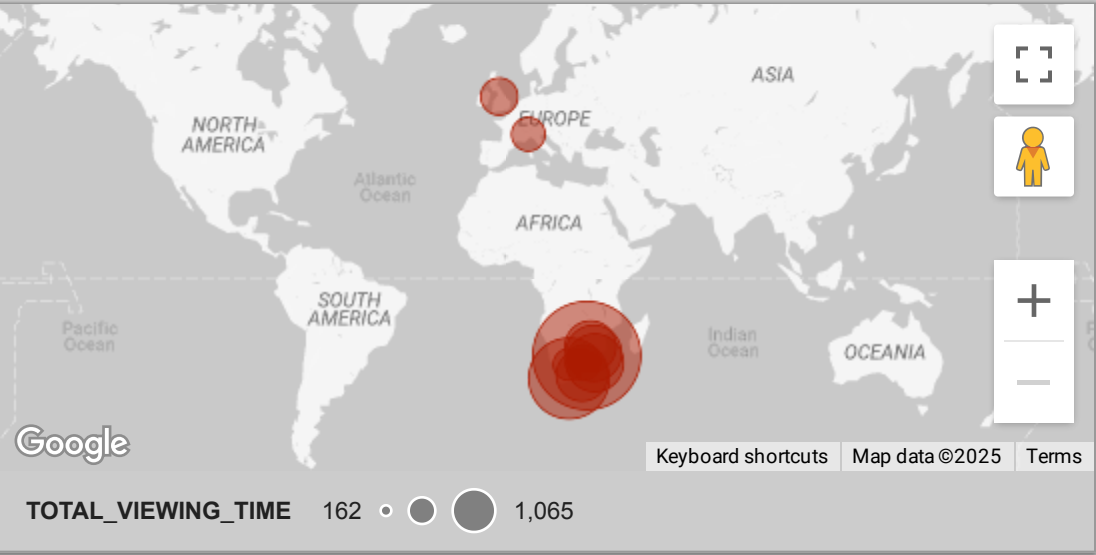 ASIA
EUROPE
NORTH
AMERICA
Atlantic
Ocean
AFRICA
SOUTH
AMERICA
Pacific
Ocean
Indian
Ocean
OCEANIA
Google
Keyboard shortcuts
Map data ©2025
Terms
TOTAL_VIEWING_TIME 162 1,065